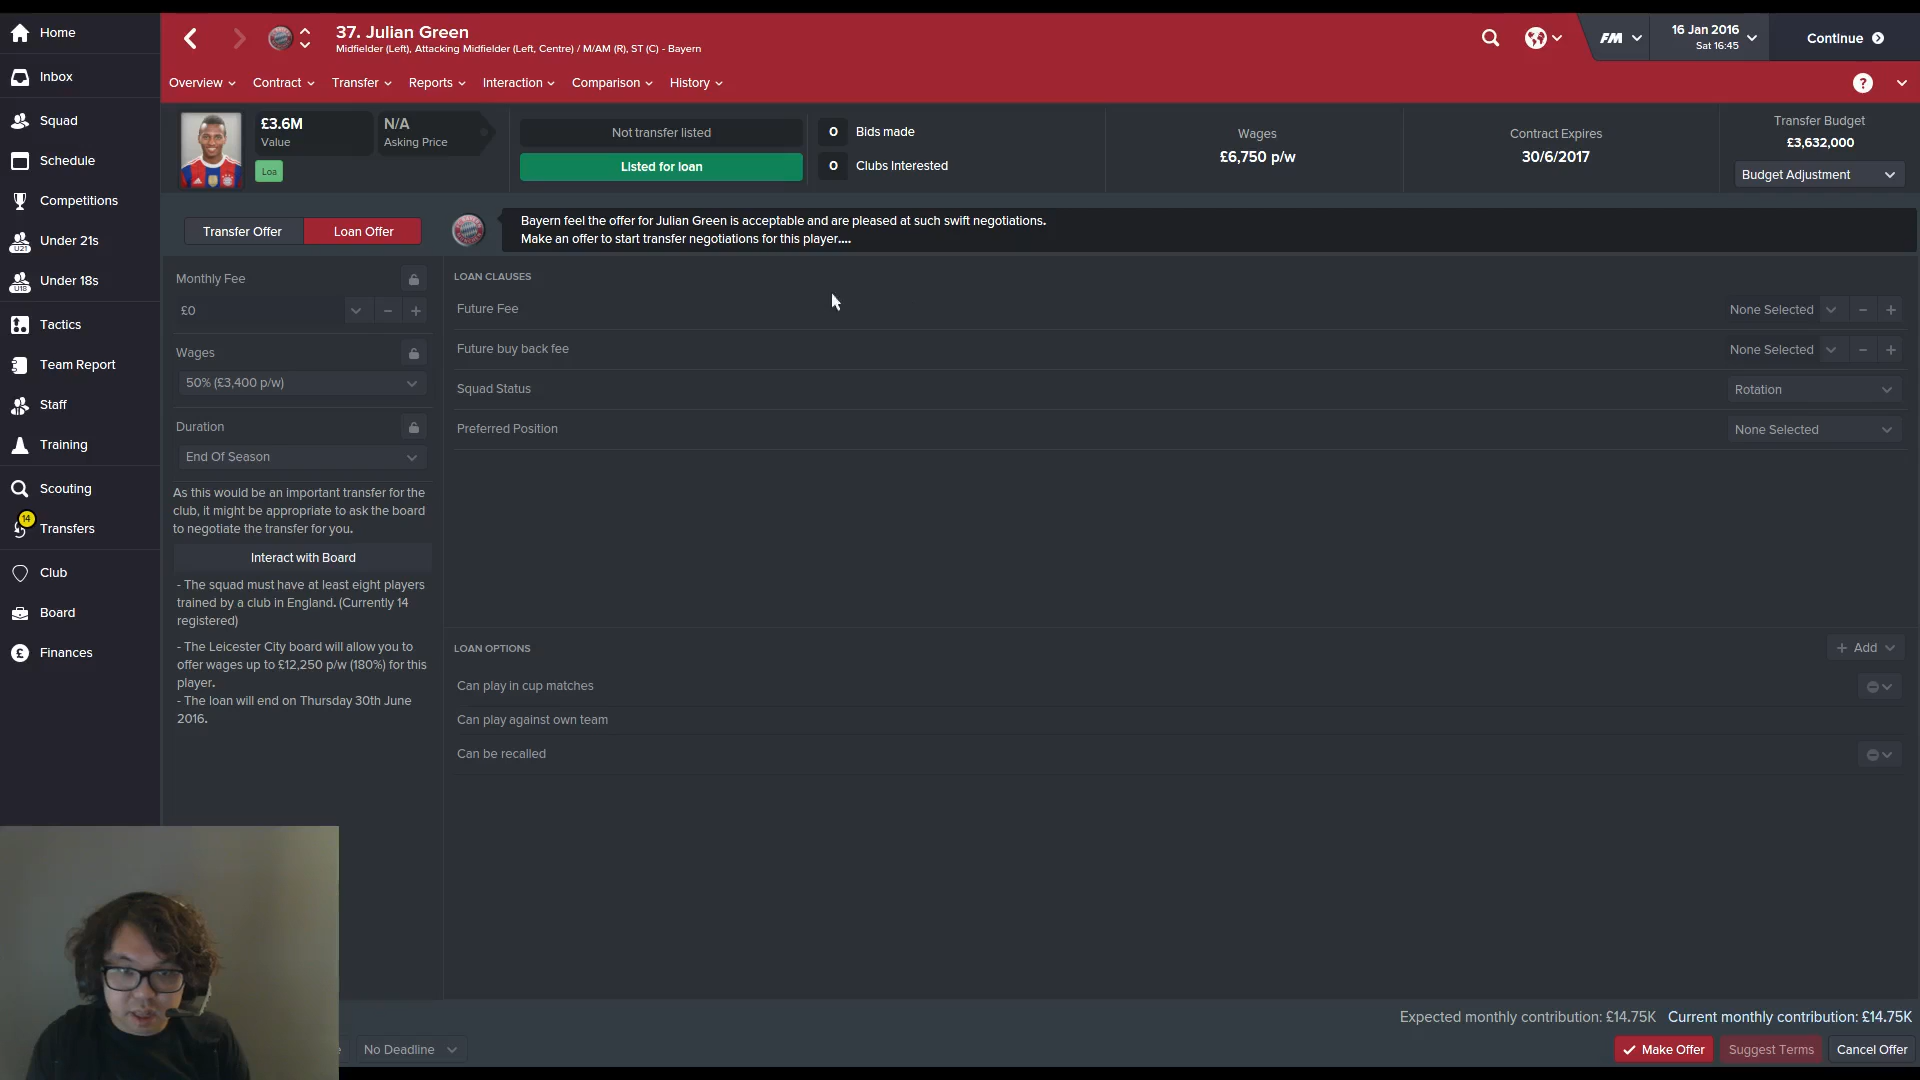 Home
Inbox
Squad
Schedule
Competitions
Under 21s
U21
Under 18s
U18
Tactics
Team Report
Staff
Training
Scouting
14
Transfers
Club
Board
Finances
37. Julian Green
Midfielder (Left), Attacking Midfielder (Left, Centre) / M/AM (R), ST (C) - Bayern
FM
16 Jan 2016
Sat 16:45
Continue
Overview
Contract
Transfer
Reports
Interaction
Comparison
History
?
£3.6M
Value
Loa
N/A
Asking Price
Not transfer listed
Listed for loan
0 Bids made
0 Clubs Interested
Wages
£6,750 p/w
Contract Expires
30/6/2017
Transfer Budget
£3,632,000
Budget Adjustment
Transfer Offer
Loan Offer
Bayern feel the offer for Julian Green is acceptable and are pleased at such swift negotiations.
Make an offer to start transfer negotiations for this player....
Monthly Fee
£0
Wages
50% (£3,400 p/w)
Duration
End Of Season
As this would be an important transfer for the
club, it might be appropriate to ask the board
to negotiate the transfer for you.
Interact with Board
- The squad must have at least eight players
trained by a club in England. (Currently 14
registered)
- The Leicester City board will allow you to
offer wages up to £12,250 p/w (180%) for this
player.
- The loan will end on Thursday 30th June
2016.
LOAN CLAUSES
Future Fee
None Selected
Future buy back fee
None Selected
Squad Status
Rotation
Preferred Position
None Selected
LOAN OPTIONS
+ Add
Can play in cup matches
Can play against own team
Can be recalled
Expected monthly contribution: £14.75K
Current monthly contribution: £14.75K
No Deadline
Make Offer
Suggest Terms
Cancel Offer